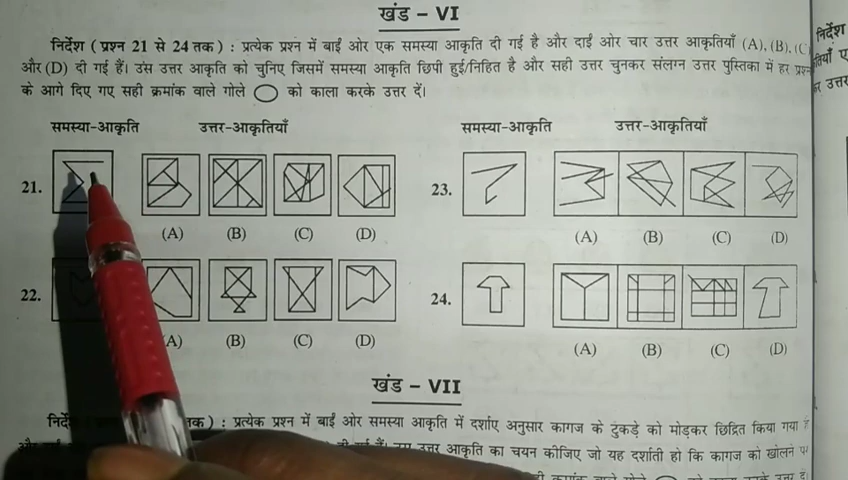 खंड – VI
निर्देश ( प्रश्न 21 से 24 तक ) : प्रत्येक प्रश्न में बाईं ओर एक समस्या आकृति दी गई है और दाईं ओर चार उत्तर आकृतियाँ (A), (B), (C
और (D) दी गई हैं। उस उत्तर आकृति को चुनिए जिसमें समस्या आकृति छिपी हुई/निहित है और सही उत्तर चुनकर संलग्न उत्तर पुस्तिका में हर प्रश्न
के आगे दिए गए सही क्रमांक वाले गोले को काला करके उत्तर दें।
समस्या-आकृति उत्तर-आकृतियाँ
21.
(A) (B) (C) (D)
22.
A) (B) (C) (D)
समस्या-आकृति उत्तर-आकृतियाँ
23.
(A) (B) (C) (D)
24.
(A) (B) (C) (D)
खंड – VII
निर्दे तक ) : प्रत्येक प्रश्न में बाईं ओर समस्या आकृति में दर्शाए अनुसार कागज के टुकड़े को मोड़कर छिद्रित किया गया है
उत्तर आकृति का चयन कीजिए जो यह दर्शाती हो कि कागज को खोलने पर
निर्देश